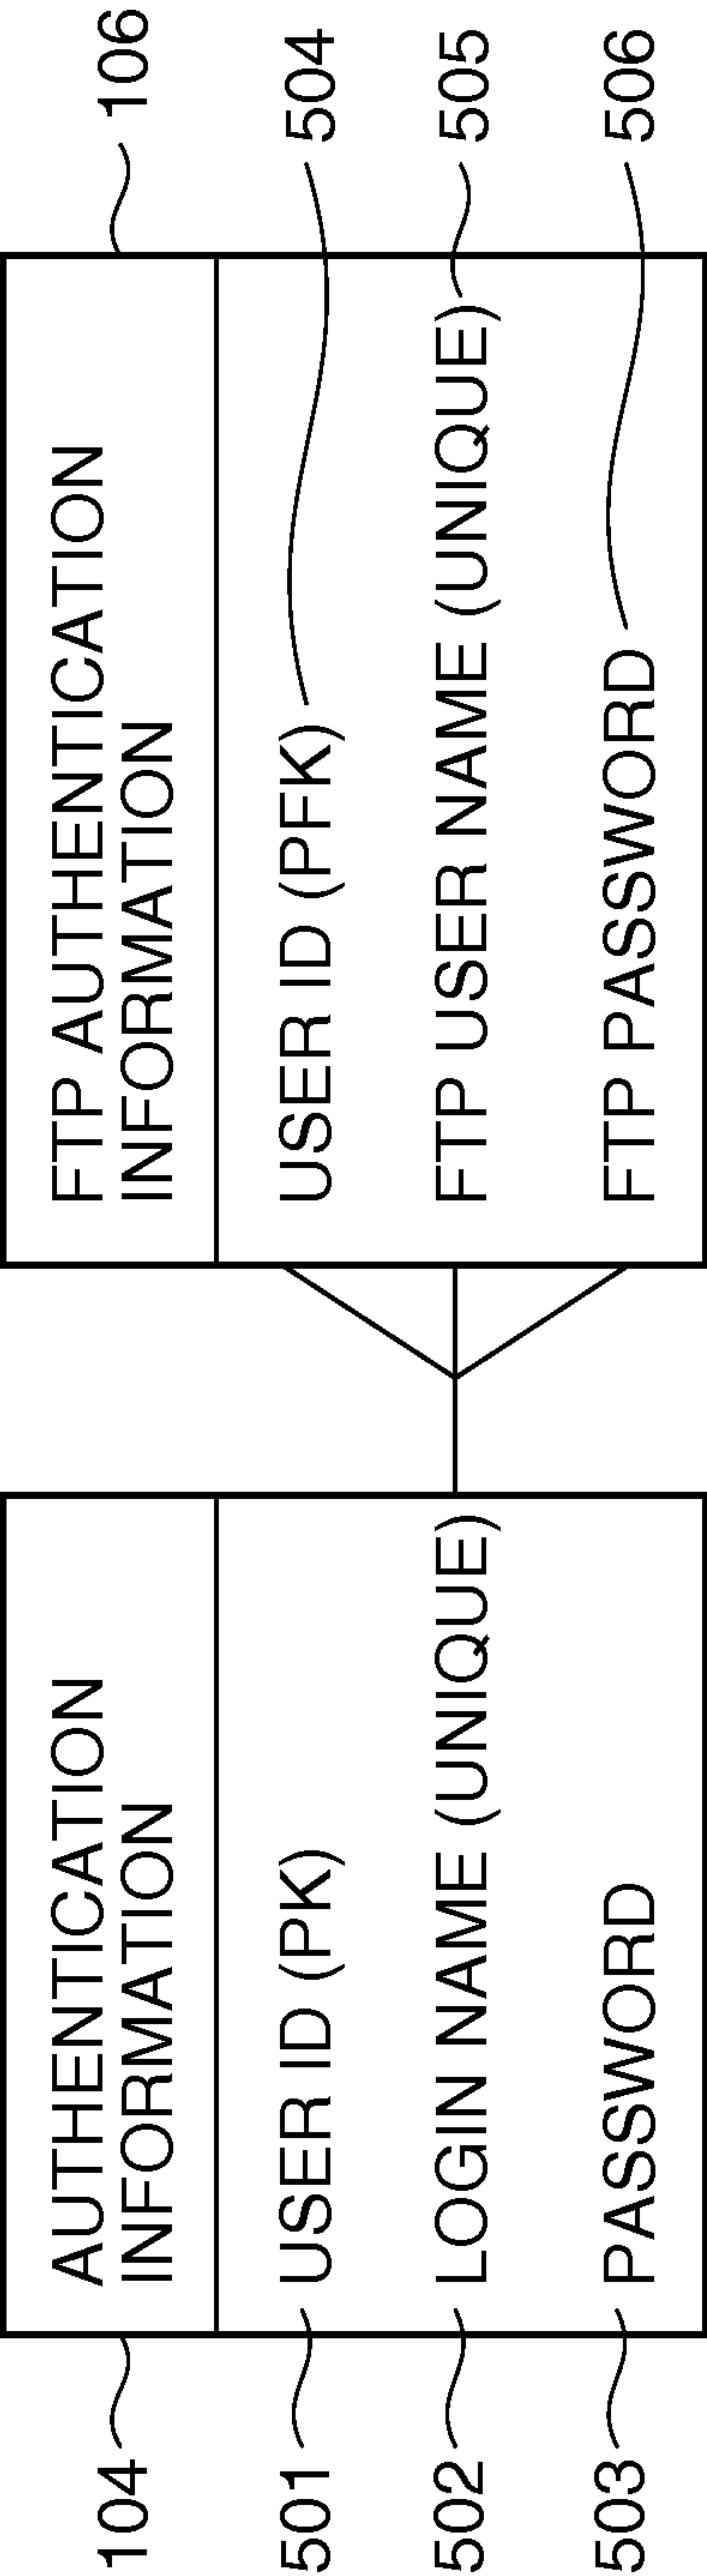 104
AUTHENTICATION
INFORMATION
501
USER ID (PK)
502
LOGIN NAME (UNIQUE)
503
PASSWORD
106
FTP AUTHENTICATION
INFORMATION
USER ID (PFK)
504
FTP USER NAME (UNIQUE)
505
FTP PASSWORD
506